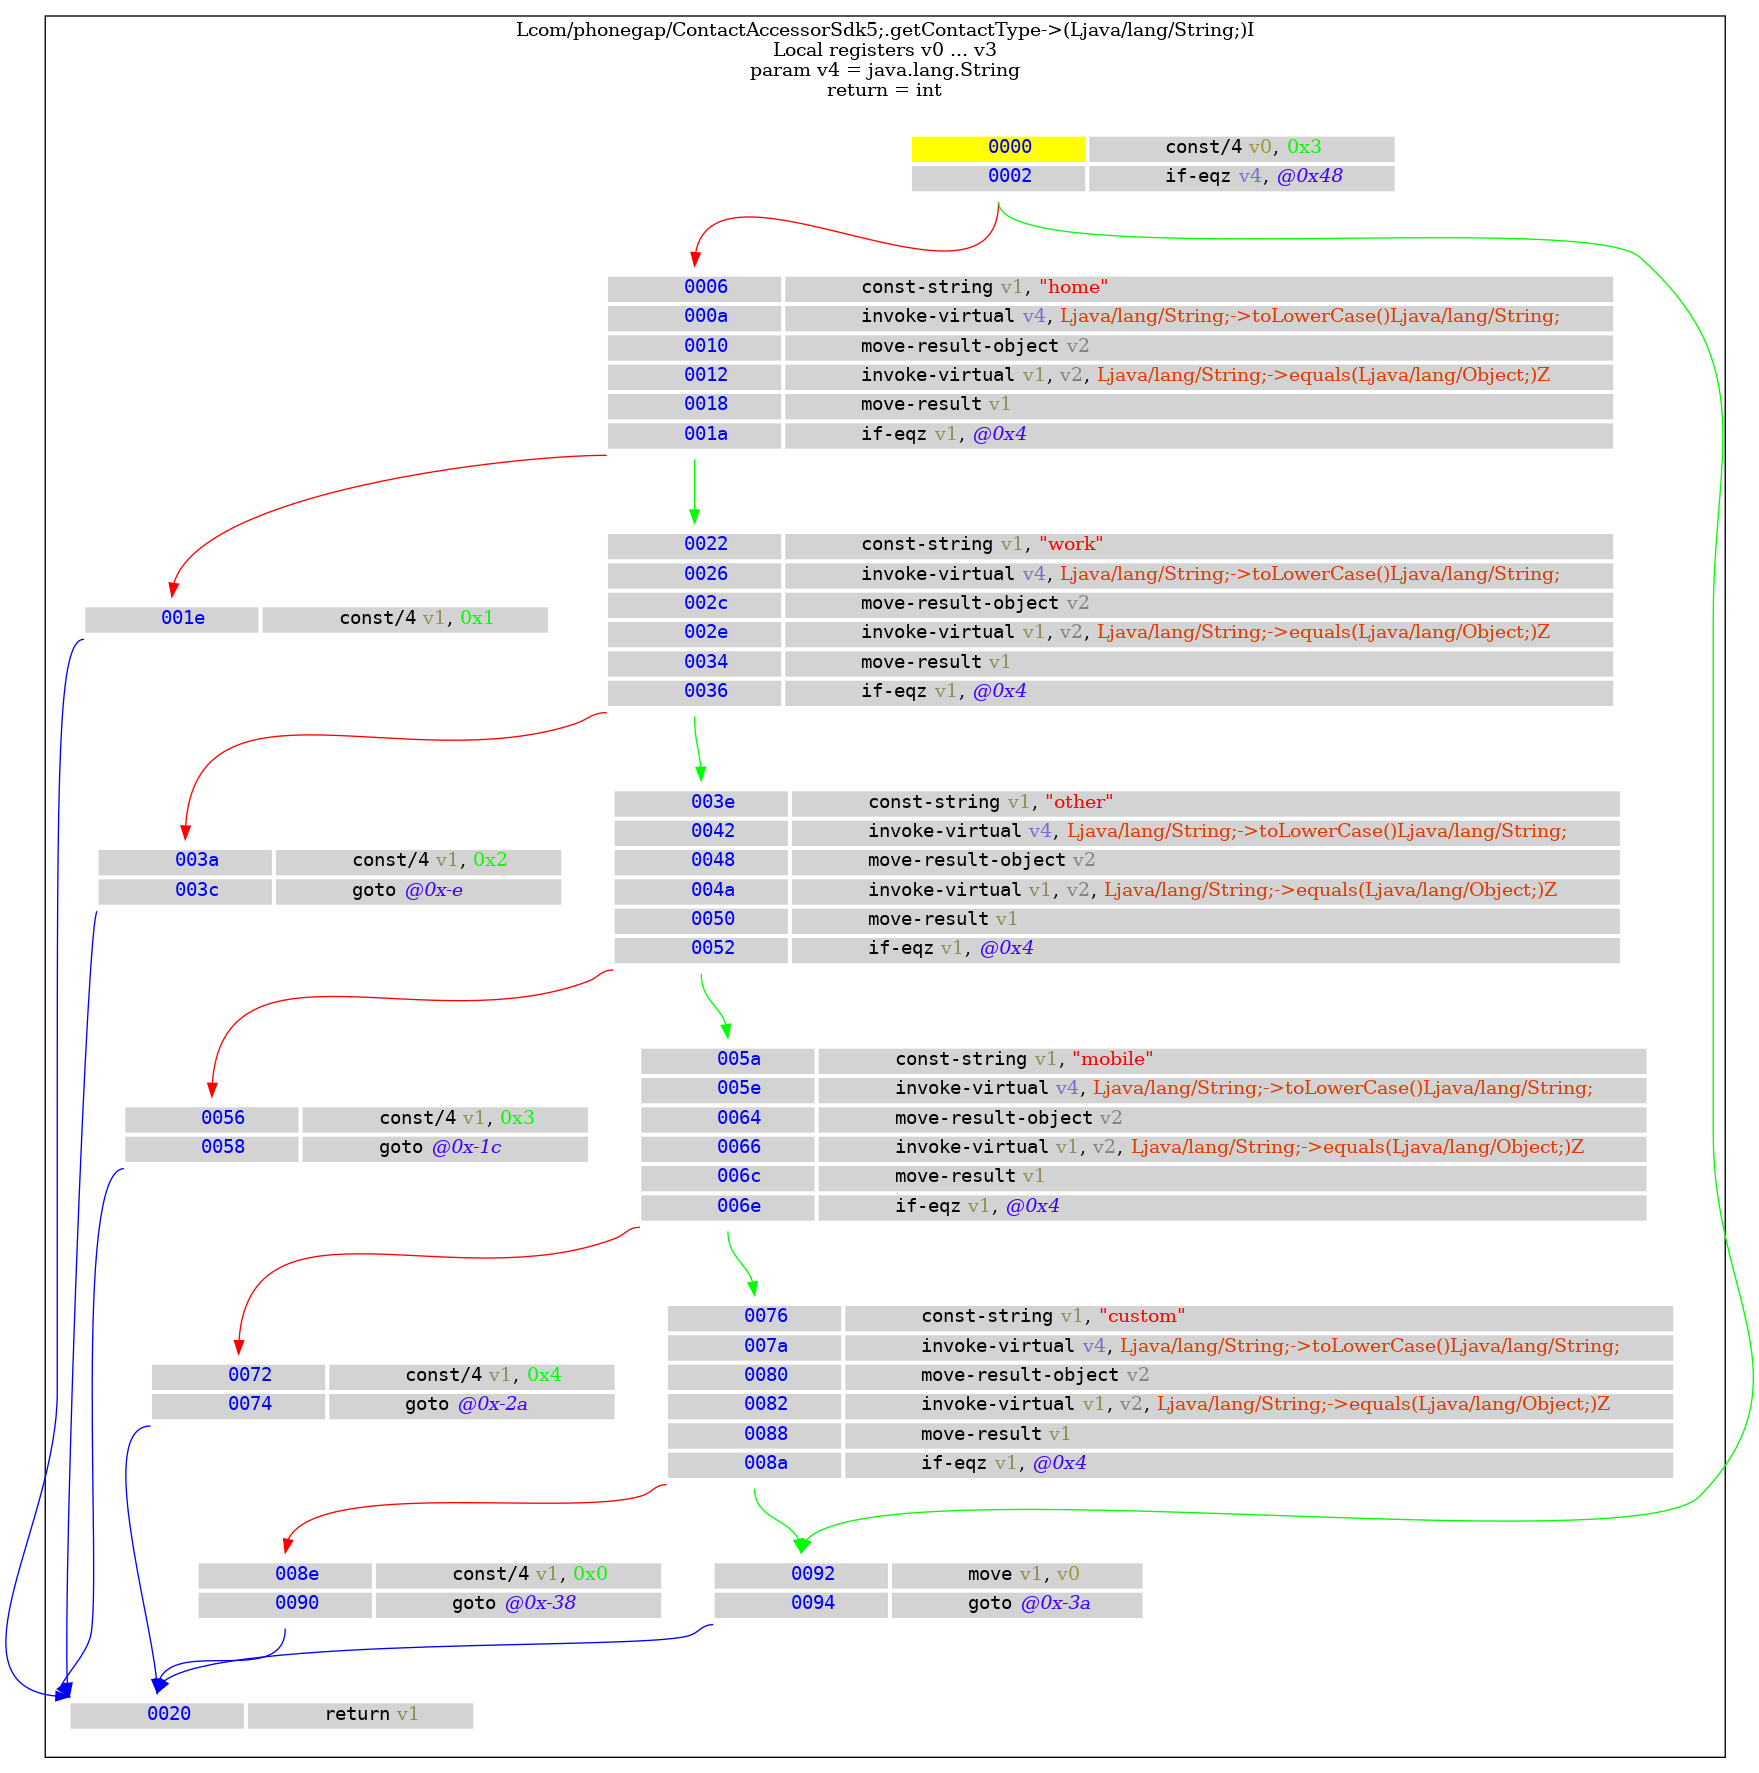 Lcom/phonegap/ContactAccessorSdk5;.getContactType->(Ljava/lang/String;)I
Local registers v0 ... v3
param v4 = java.lang.String
return = int
0000 const/4 v0, 0x3
0002 if-eqz v4, @0x48
0006 const-string v1, "home"
000a invoke-virtual v4, Ljava/lang/String;->toLowerCase()Ljava/lang/String;
0010 move-result-object v2
0012 invoke-virtual v1, v2, Ljava/lang/String;->equals(Ljava/lang/Object;)Z
0018 move-result v1
001a if-eqz v1, @0x4
0022 const-string v1, "work"
0026 invoke-virtual v4, Ljava/lang/String;->toLowerCase()Ljava/lang/String;
002c move-result-object v2
002e invoke-virtual v1, v2, Ljava/lang/String;->equals(Ljava/lang/Object;)Z
0034 move-result v1
0036 if-eqz v1, @0x4
001e const/4 v1, 0x1
003e const-string v1, "other"
0042 invoke-virtual v4, Ljava/lang/String;->toLowerCase()Ljava/lang/String;
0048 move-result-object v2
004a invoke-virtual v1, v2, Ljava/lang/String;->equals(Ljava/lang/Object;)Z
0050 move-result v1
0052 if-eqz v1, @0x4
003a const/4 v1, 0x2
003c goto @0x-e
005a const-string v1, "mobile"
005e invoke-virtual v4, Ljava/lang/String;->toLowerCase()Ljava/lang/String;
0064 move-result-object v2
0066 invoke-virtual v1, v2, Ljava/lang/String;->equals(Ljava/lang/Object;)Z
006c move-result v1
006e if-eqz v1, @0x4
0056 const/4 v1, 0x3
0058 goto @0x-1c
0076 const-string v1, "custom"
007a invoke-virtual v4, Ljava/lang/String;->toLowerCase()Ljava/lang/String;
0080 move-result-object v2
0082 invoke-virtual v1, v2, Ljava/lang/String;->equals(Ljava/lang/Object;)Z
0088 move-result v1
008a if-eqz v1, @0x4
0072 const/4 v1, 0x4
0074 goto @0x-2a
008e const/4 v1, 0x0
0090 goto @0x-38
0092 move v1, v0
0094 goto @0x-3a
0020 return v1